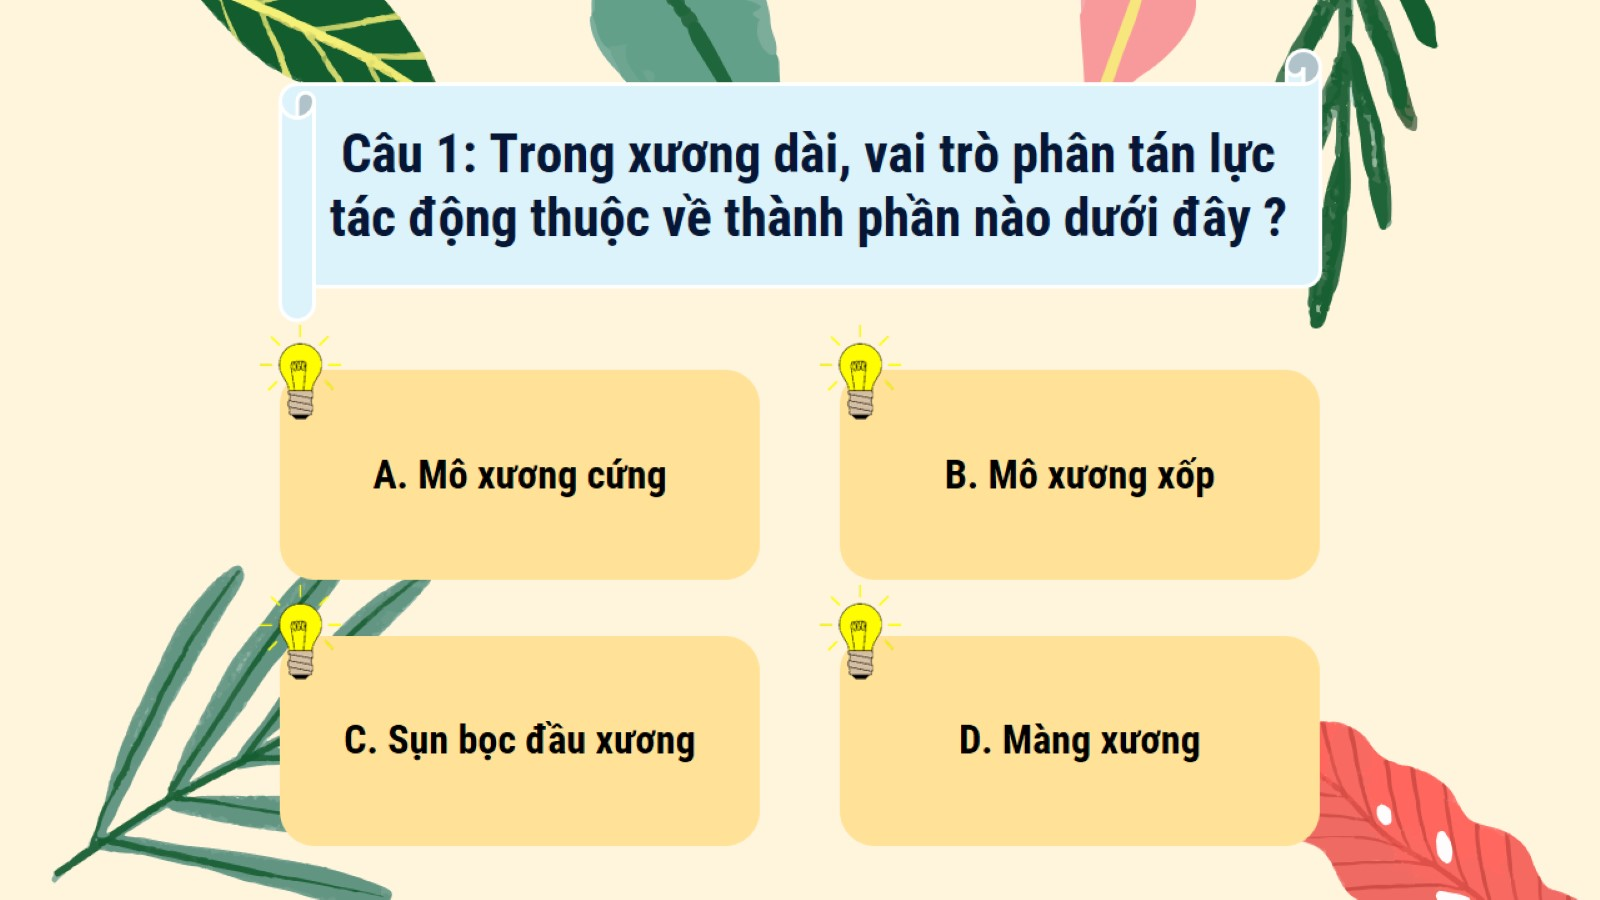 Câu 1: Trong xương dài, vai trò phân tán lực
tác động thuộc về thành phần nào dưới đây ?
A. Mô xương cứng
B. Mô xương xốp
C. Sụn bọc đầu xương
D. Màng xương